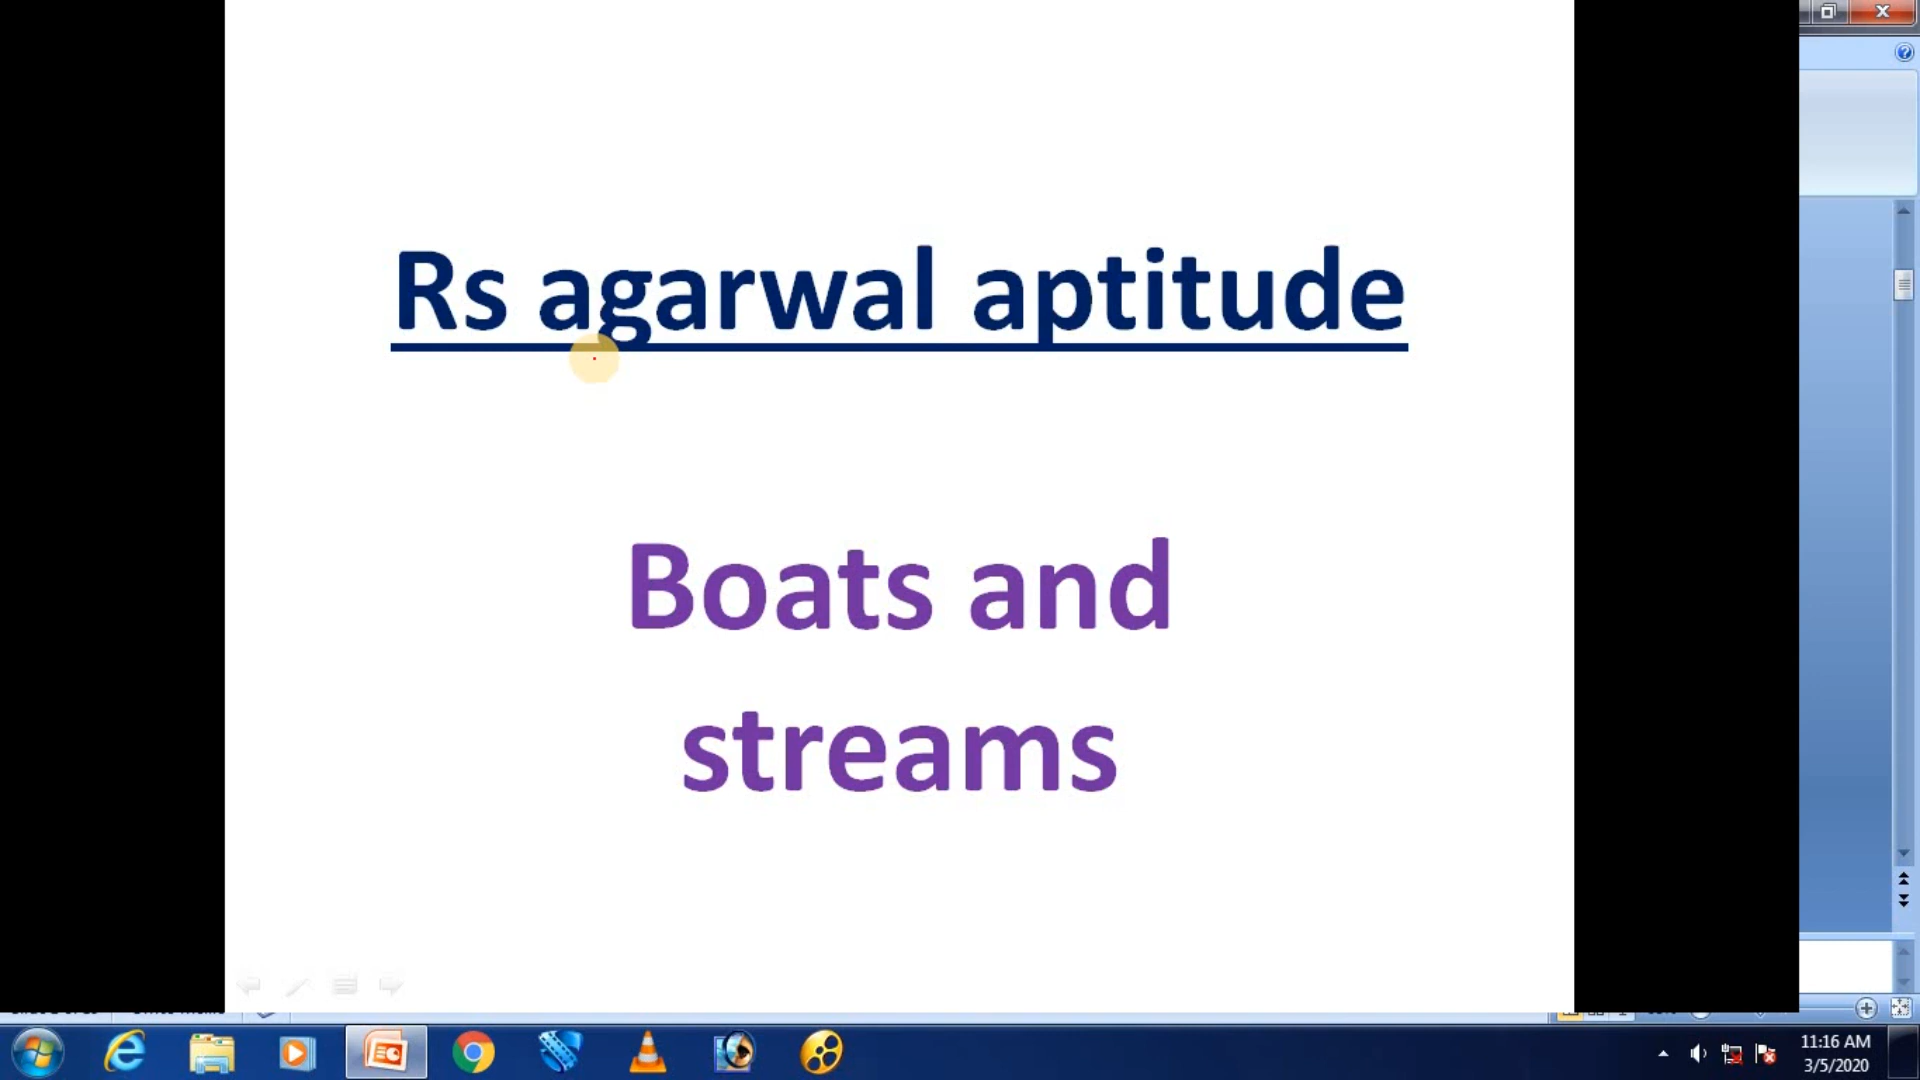 Rs agarwal aptitude
Boats and
streams
11:16 AM
3/5/2020